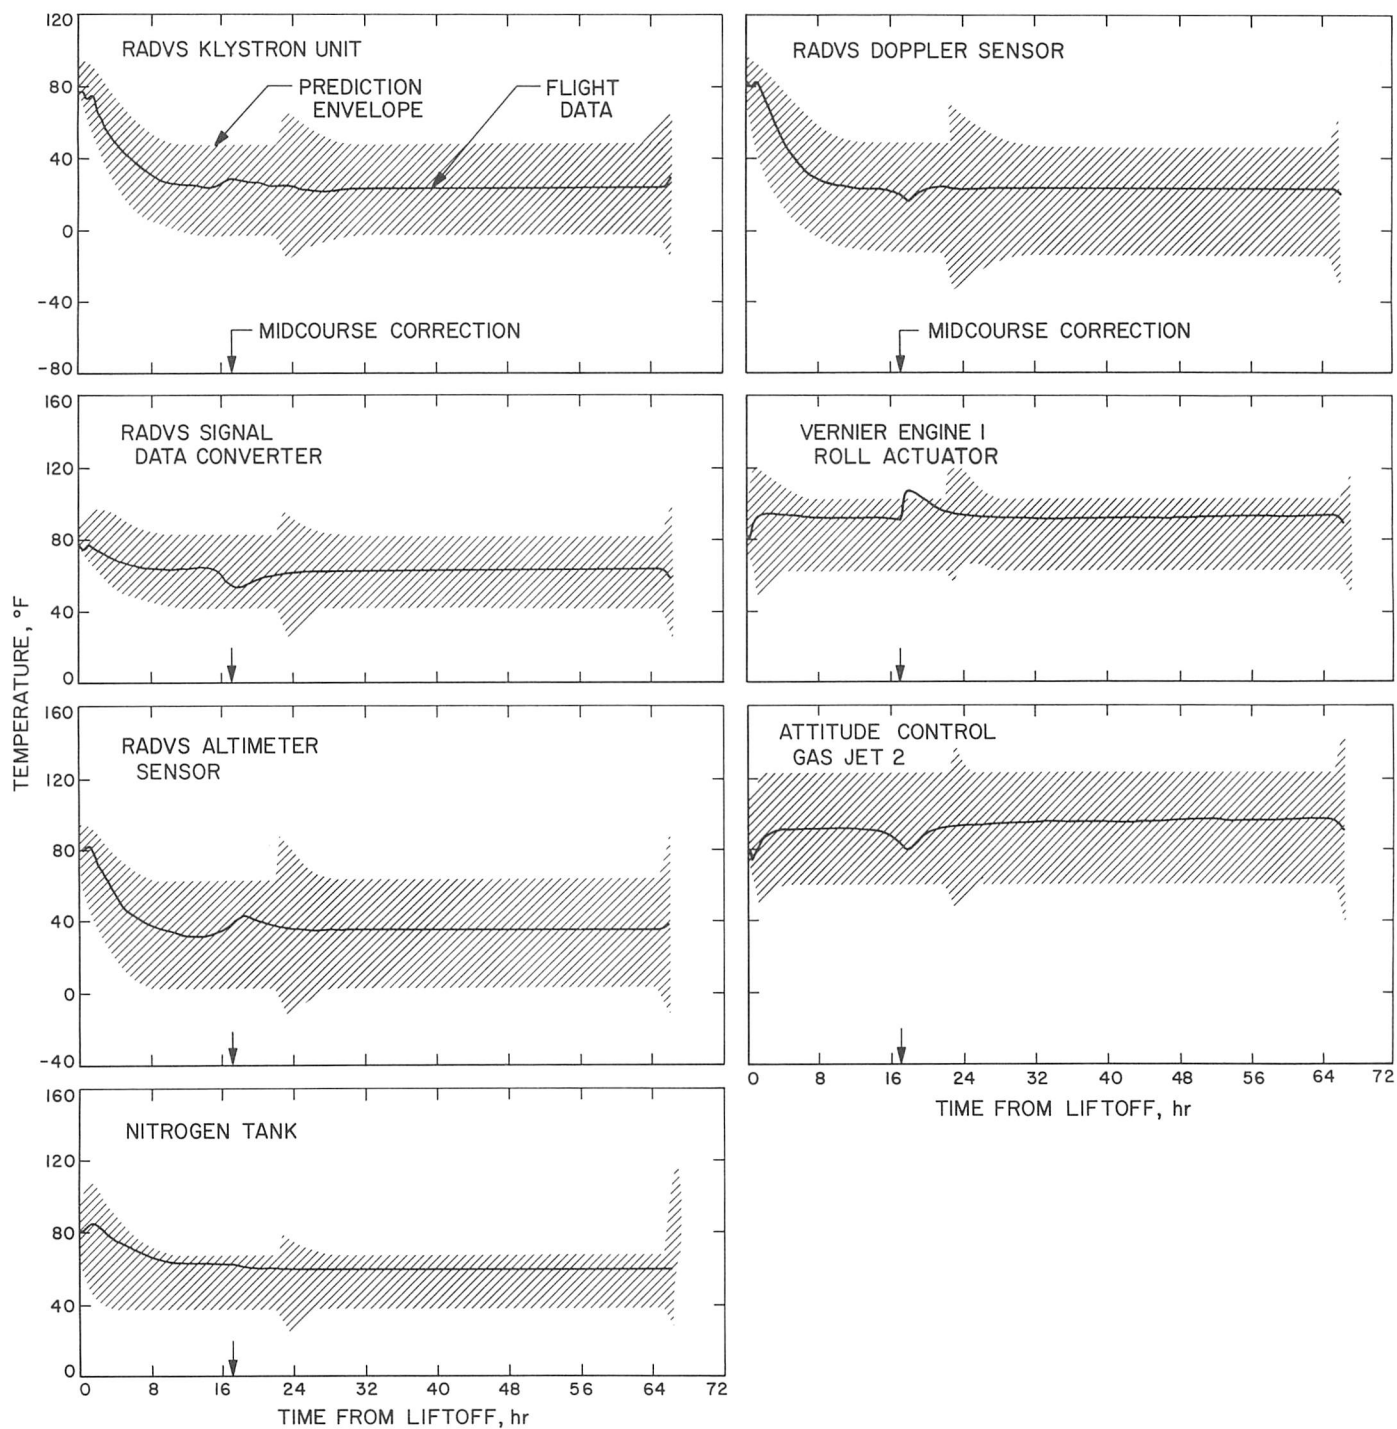 120
80
40
0
-40
-80
RADVS KLYSTRON UNIT
PREDICTION
ENVELOPE
FLIGHT
DATA
MIDCOURSE CORRECTION
RADVS DOPPLER SENSOR
MIDCOURSE CORRECTION
160
120
80
40
0
RADVS SIGNAL
DATA CONVERTER
VERNIER ENGINE I
ROLL ACTUATOR
TEMPERATURE, °F
160
120
80
40
0
-40
RADVS ALTIMETER
SENSOR
ATTITUDE CONTROL
GAS JET 2
0 8 16 24 32 40 48 56 64 72
TIME FROM LIFTOFF, hr
160
120
80
40
0
NITROGEN TANK
0 8 16 24 32 40 48 56 64 72
TIME FROM LIFTOFF, hr